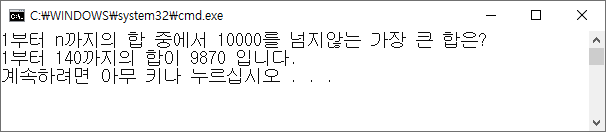 C:₩WINDOWS₩system32₩cmd.exe
1부터 n까지의 합 중에서 10000를 넘지않는 가장 큰 합은?
1부터 140까지의 합이 9870 입니다.
계속하려면 아무 키나 누르십시오 . . .